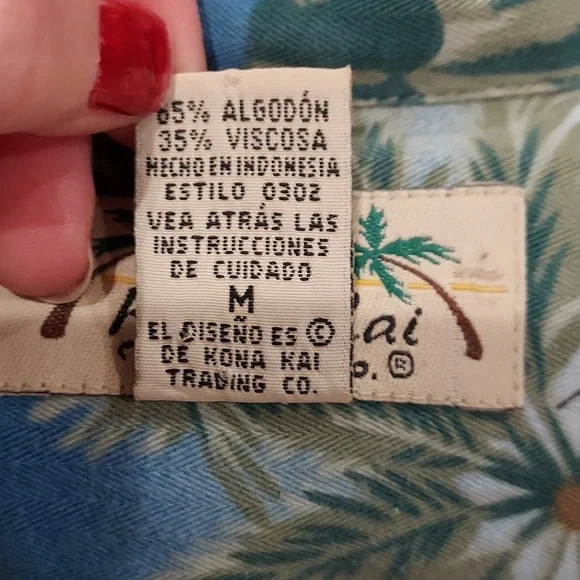 65% ALGODÓN
35% VISCOSA
HECHO EN INDONESIA
ESTILO 0302
VEA ATRÁS LAS
INSTRUCCIONES
DE CUIDADO
M
EL DISEÑO ES ©
DE KONA KAI
TRADING CO.
Kai
o.®